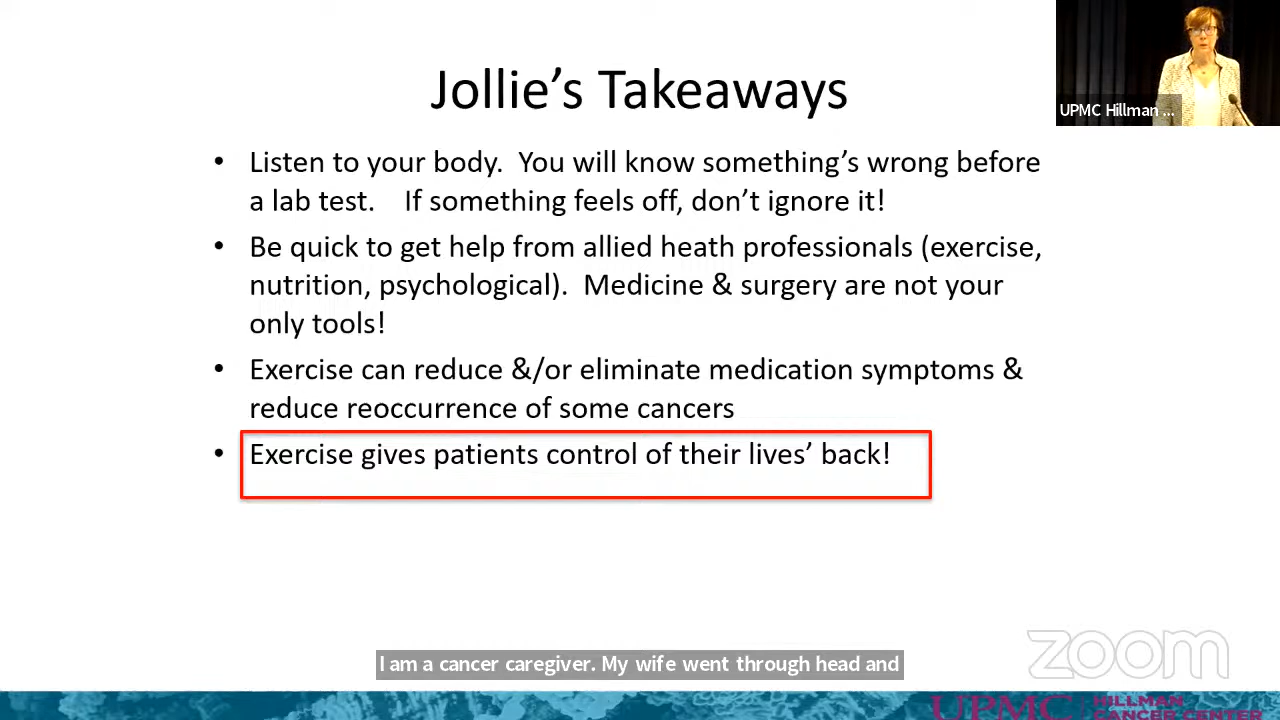 Jollie’s Takeaways
UPMC Hillman ...
• Listen to your body.  You will know something’s wrong before
a lab test.    If something feels off, don’t ignore it!
• Be quick to get help from allied heath professionals (exercise,
nutrition, psychological).  Medicine & surgery are not your
only tools!
• Exercise can reduce &/or eliminate medication symptoms &
reduce reoccurrence of some cancers
• Exercise gives patients control of their lives’ back!
zoom
I am a cancer caregiver. My wife went through head and
UPMC HILLMAN
CANCER CENTER